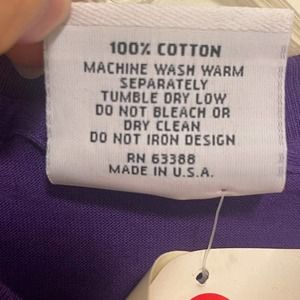 100% COTTON
MACHINE WASH WARM
SEPARATELY
TUMBLE DRY LOW
DO NOT BLEACH OR
DRY CLEAN
DO NOT IRON DESIGN
RN 63388
MADE IN U.S.A.